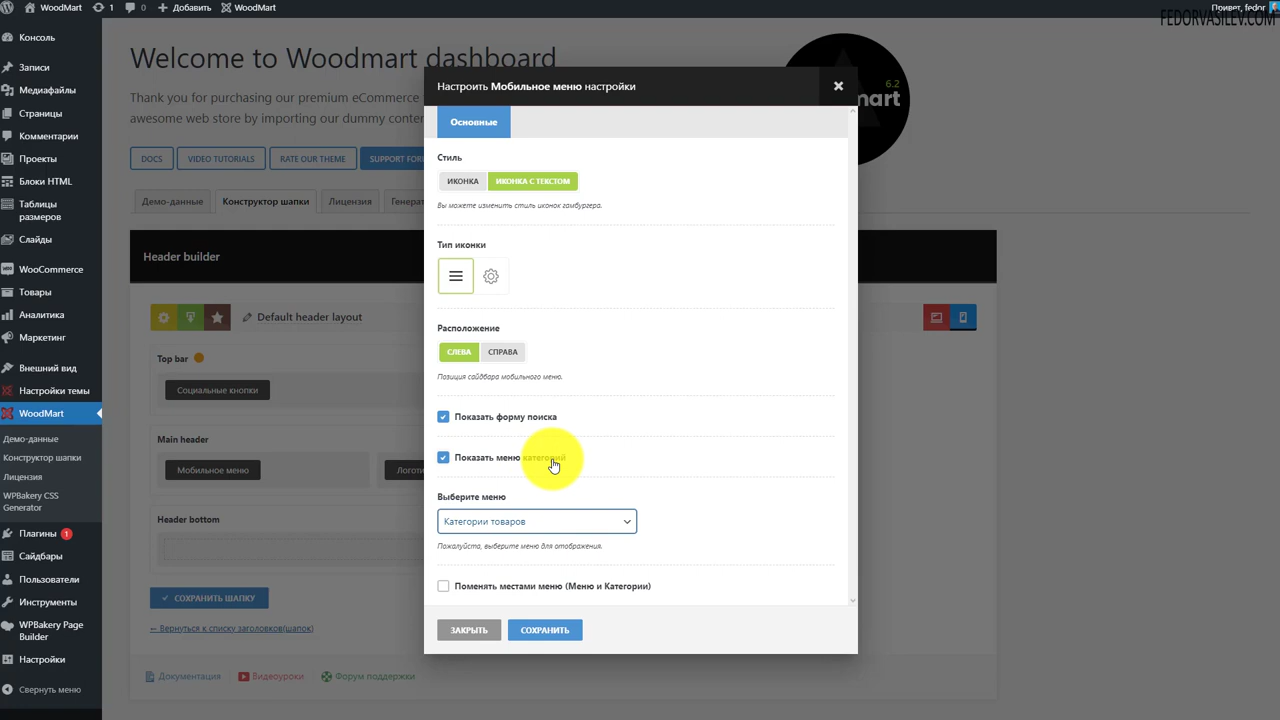 WoodMart
1
0
Добавить
WoodMart
Привет, fedor
FEDORVASILEV.COM
Консоль
Записи
Медиафайлы
Страницы
Комментарии
Проекты
Блоки HTML
Таблицы
размеров
Слайды
WooCommerce
Товары
Аналитика
Маркетинг
Внешний вид
Настройки темы
WoodMart
Демо-данные
Конструктор шапки
Лицензия
WPBakery CSS
Generator
Плагины 1
Сайдбары
Пользователи
Инструменты
WPBakery Page
Builder
Настройки
Свернуть меню
Welcome to Woodmart dashboard
Thank you for purchasing our premium eCommerce
awesome web store by importing our dummy conten
6.2
mart
DOCS
VIDEO TUTORIALS
RATE OUR THEME
SUPPORT FOR
Демо-данные
Конструктор шапки
Лицензия
Генерат
Header builder
Default header layout
Top bar
Социальные кнопки
Main header
Мобильное меню
Логоти
Header bottom
СОХРАНИТЬ ШАПКУ
← Вернуться к списку заголовков(шапок)
Документация
Видеоуроки
Форум поддержки
Настроить Мобильное меню настройки
Основные
Стиль
ИКОНКА
ИКОНКА С ТЕКСТОМ
Вы можете изменить стиль иконок гамбургера.
Тип иконки
Расположение
СЛЕВА
СПРАВА
Позиция сайдбара мобильного меню.
Показать форму поиска
Показать меню категорий
Выберите меню
Категории товаров
Пожалуйста, выберите меню для отображения.
Поменять местами меню (Меню и Категории)
ЗАКРЫТЬ
СОХРАНИТЬ